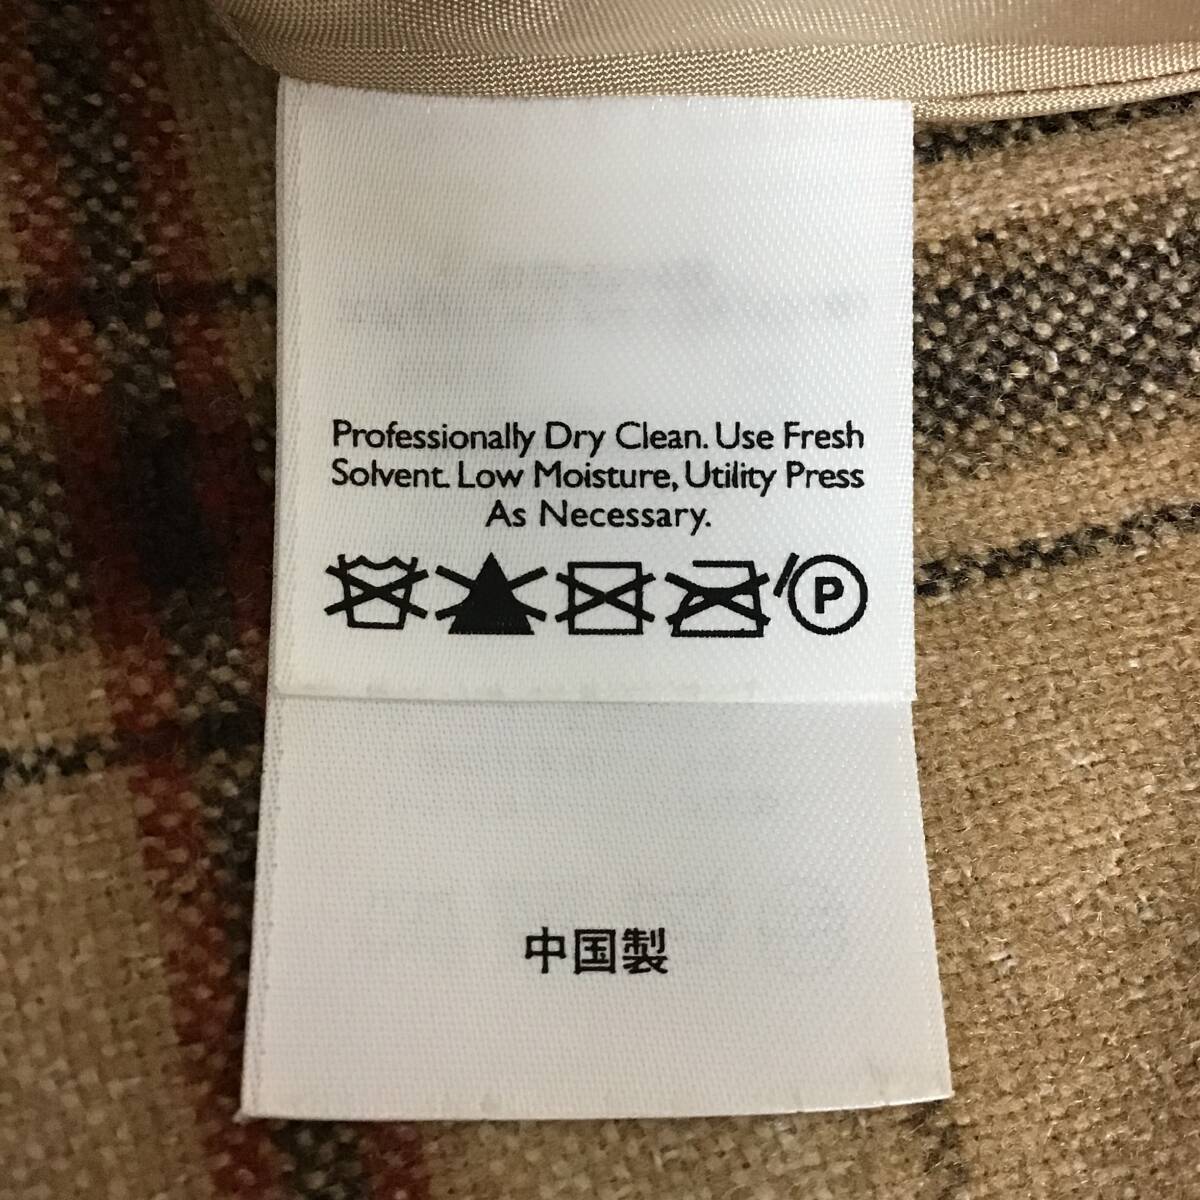 Professionally Dry Clean. Use Fresh
Solvent. Low Moisture, Utility Press
As Necessary.
P
中国製